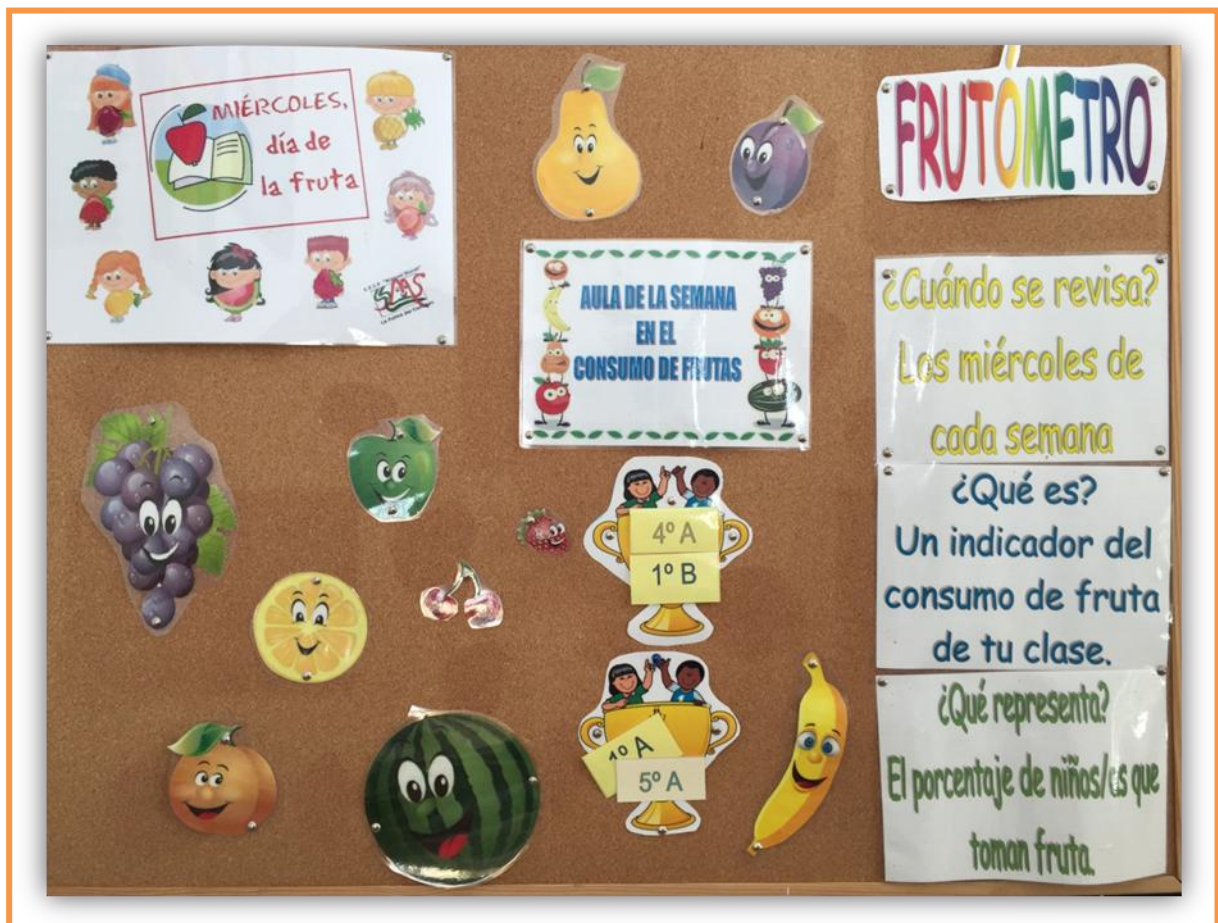 MIÉRCOLES,
día de
la fruta
AULA DE LA SEMANA
EN EL
CONSUMO DE FRUTAS
4º A
1º B
1º A
5º A
FRUTÓMETRO
¿Cuándo se revisa?
Los miércoles de
cada semana
¿Qué es?
Un indicador del
consumo de fruta
de tu clase.
¿Qué representa?
El porcentaje de niños/as que
toman fruta.